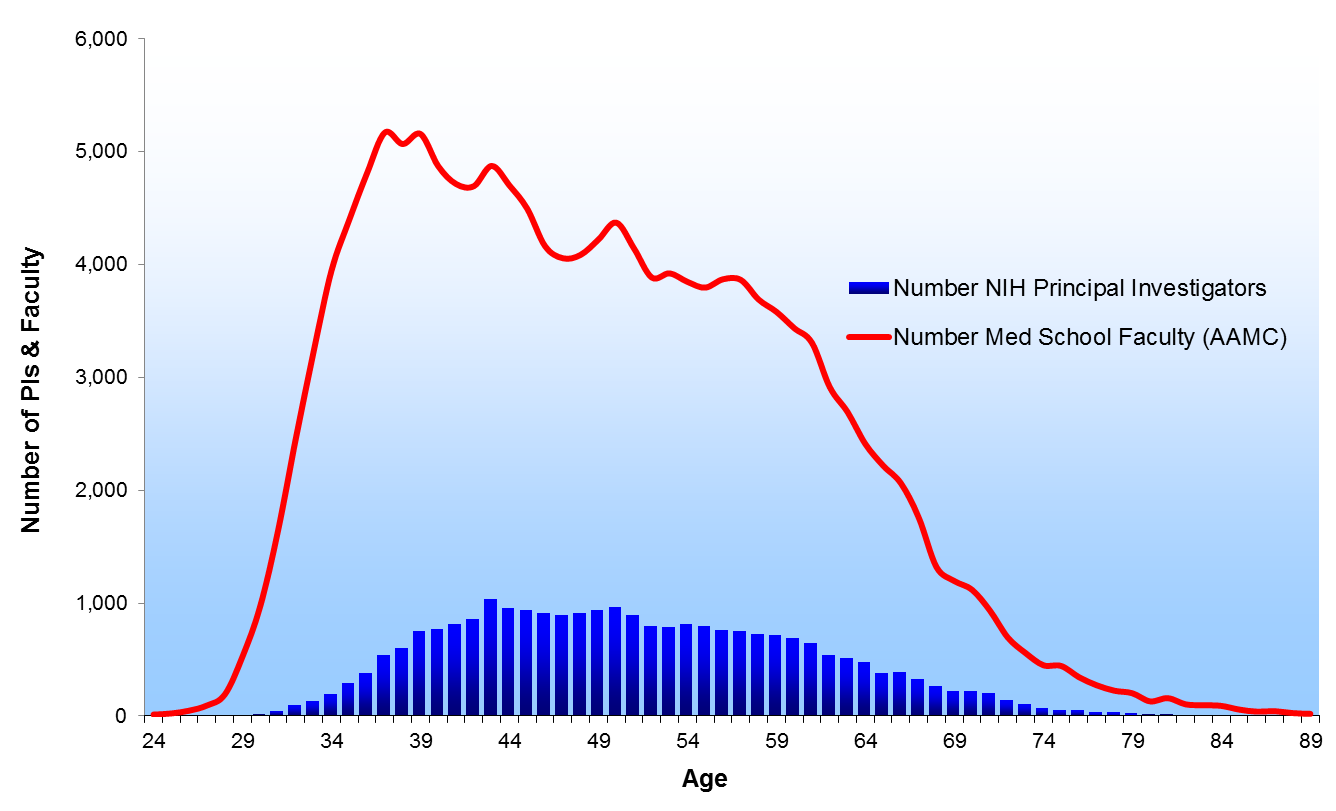 6,000
5,000
4,000
3,000
2,000
1,000
0
Number of PIs & Faculty
Number NIH Principal Investigators
Number Med School Faculty (AAMC)
24 29 34 39 44 49 54 59 64 69 74 79 84 89
Age